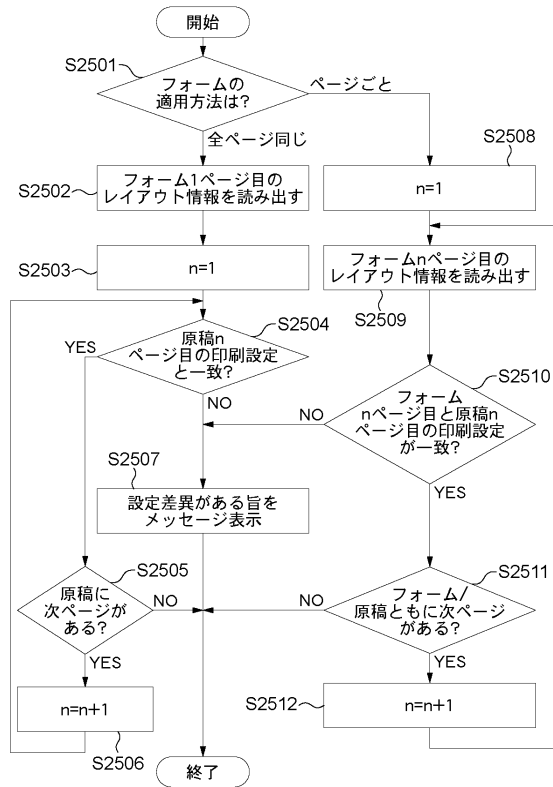 開始
S2501
フォームの
適用方法は?
ページごと
全ページ同じ
S2502
フォーム1ページ目の
レイアウト情報を読み出す
S2508
n=1
S2503
n=1
フォームnページ目の
レイアウト情報を読み出す
S2509
S2504
原稿n
ページ目の印刷設定
と一致?
YES
NO
S2510
フォーム
nページ目と原稿n
ページ目の印刷設定
が一致?
NO
YES
S2507
設定差異がある旨を
メッセージ表示
S2505
原稿に
次ページが
ある?
NO
YES
S2511
フォーム/
原稿ともに次ページ
がある?
NO
YES
n=n+1
S2506
S2512
n=n+1
終了